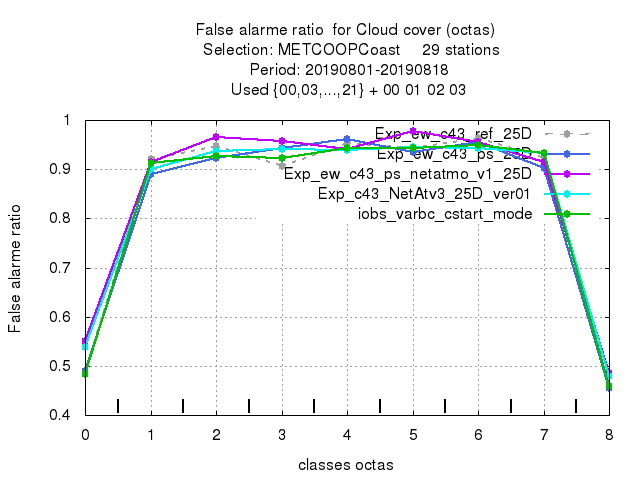 False alarme ratio  for Cloud cover (octas)
Selection: METCOOPCoast     29 stations
Period: 20190801-20190818
Used {00,03,...,21} + 00 01 02 03
1
0.9
0.8
0.7
0.6
0.5
0.4
False alarme ratio
Exp_ew_c43_ref_25D
Exp_ew_c43_ps_25D
Exp_ew_c43_ps_netatmo_v1_25D
Exp_c43_NetAtv3_25D_ver01
iobs_varbc_cstart_mode
0 1 2 3 4 5 6 7 8
classes octas